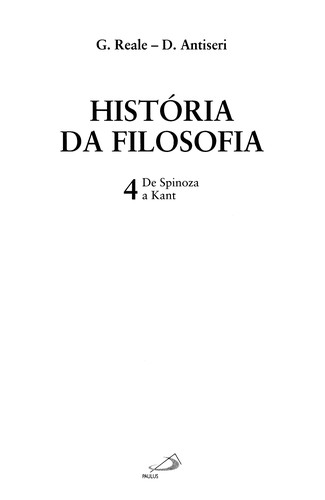 G. Reale – D. Antiseri
HISTÓRIA
DA FILOSOFIA
4 De Spinoza
a Kant
PAULUS